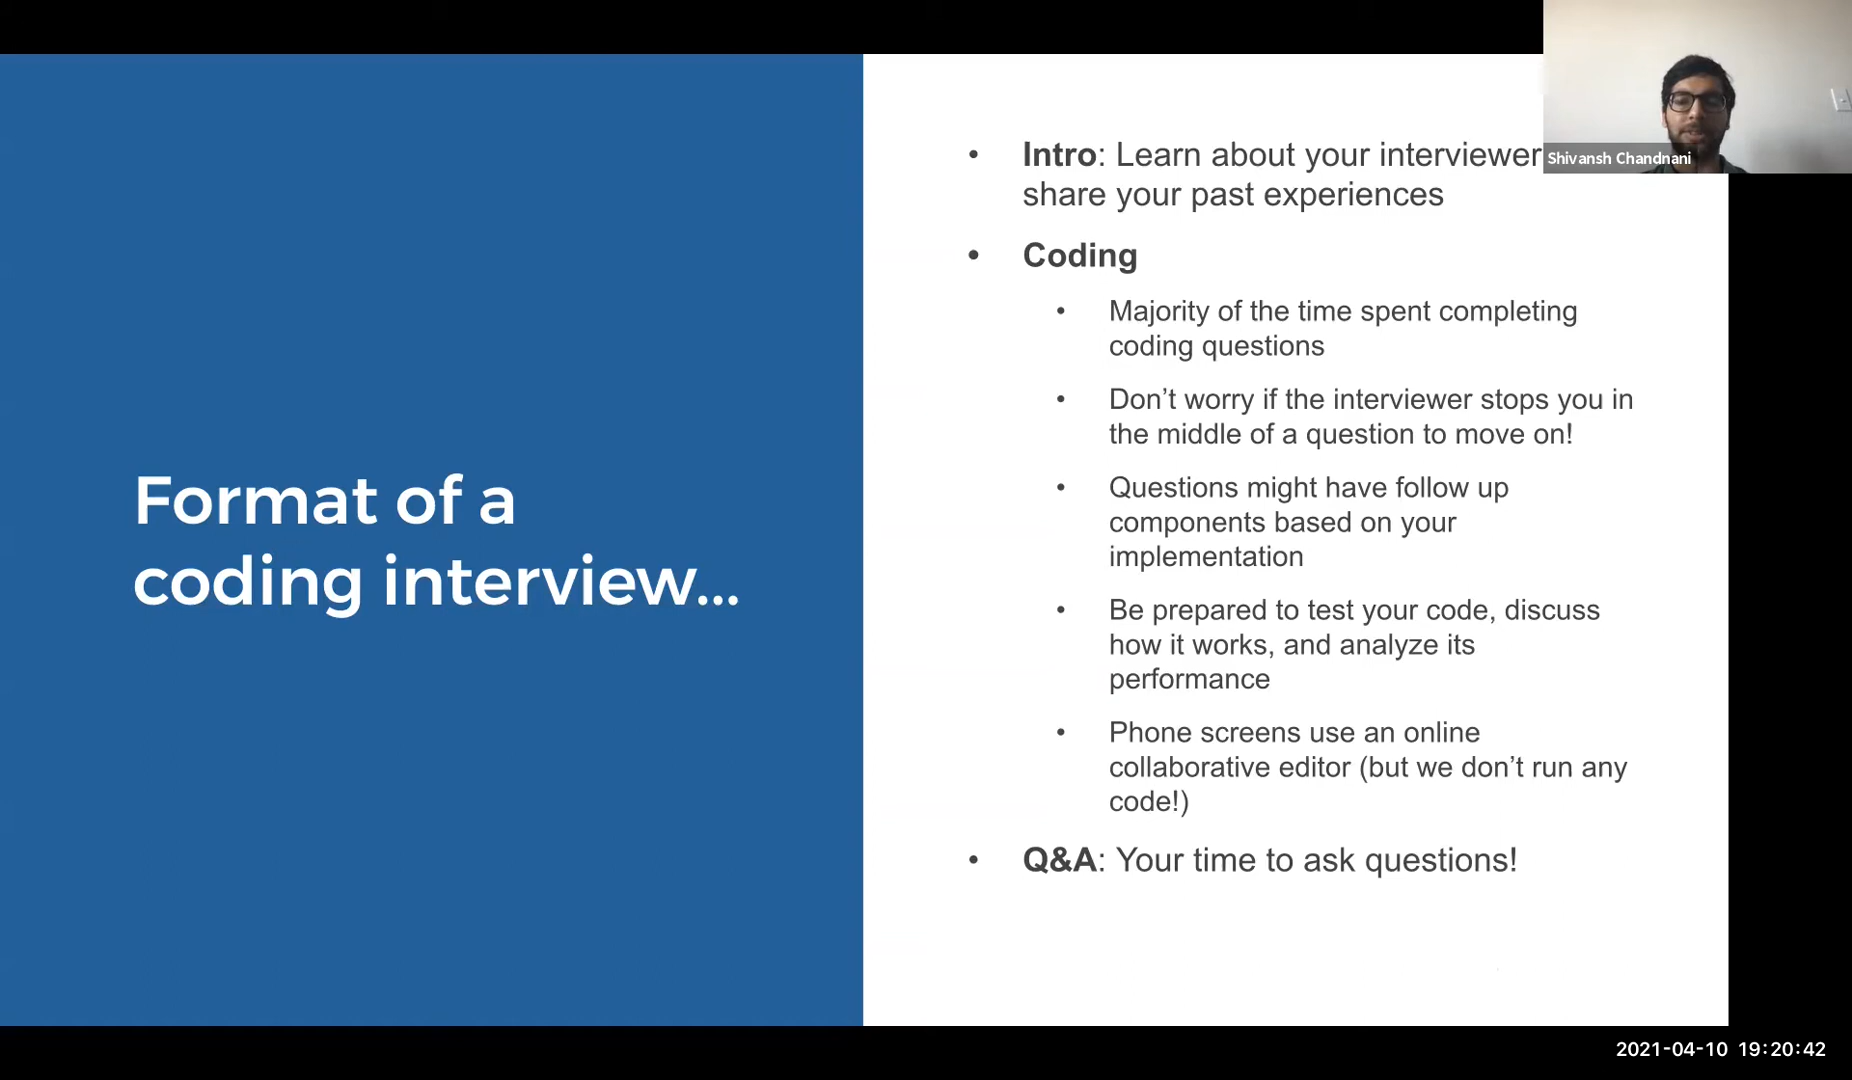 Format of a
coding interview...
• Intro: Learn about your interviewer
share your past experiences
• Coding
• Majority of the time spent completing
coding questions
• Don’t worry if the interviewer stops you in
the middle of a question to move on!
• Questions might have follow up
components based on your
implementation
• Be prepared to test your code, discuss
how it works, and analyze its
performance
• Phone screens use an online
collaborative editor (but we don’t run any
code!)
• Q&A: Your time to ask questions!
Shivansh Chandnani
2021-04-10 19:20:42